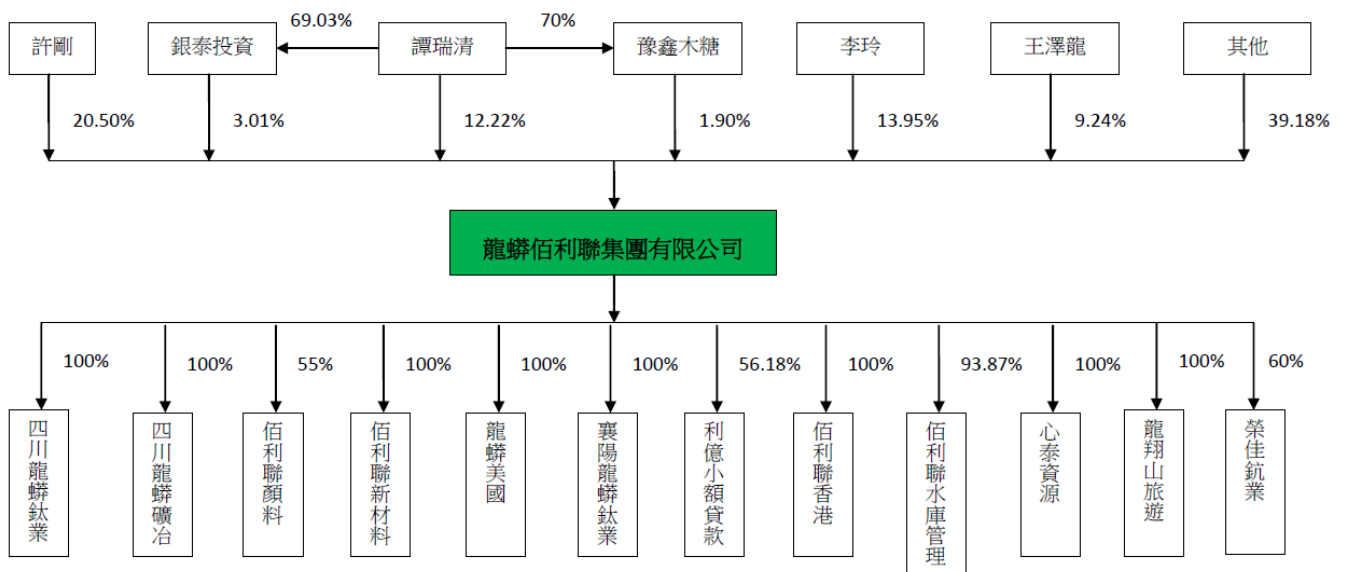 69.03%
70%
許剛
銀泰投資
譚瑞清
豫鑫木糖
李玲
王澤龍
其他
20.50%
3.01%
12.22%
1.90%
13.95%
9.24%
39.18%
龍蟒佰利聯集團有限公司
100%
100%
55%
100%
100%
100%
56.18%
100%
93.87%
100%
100%
60%
四川龍蟒鈦業
四川龍蟒礦冶
佰利聯顏料
佰利聯新材料
龍蟒美國
襄陽龍蟒鈦業
利億小額貸款
佰利聯香港
佰利聯水庫管理
心泰資源
龍翔山旅遊
榮佳鈧業